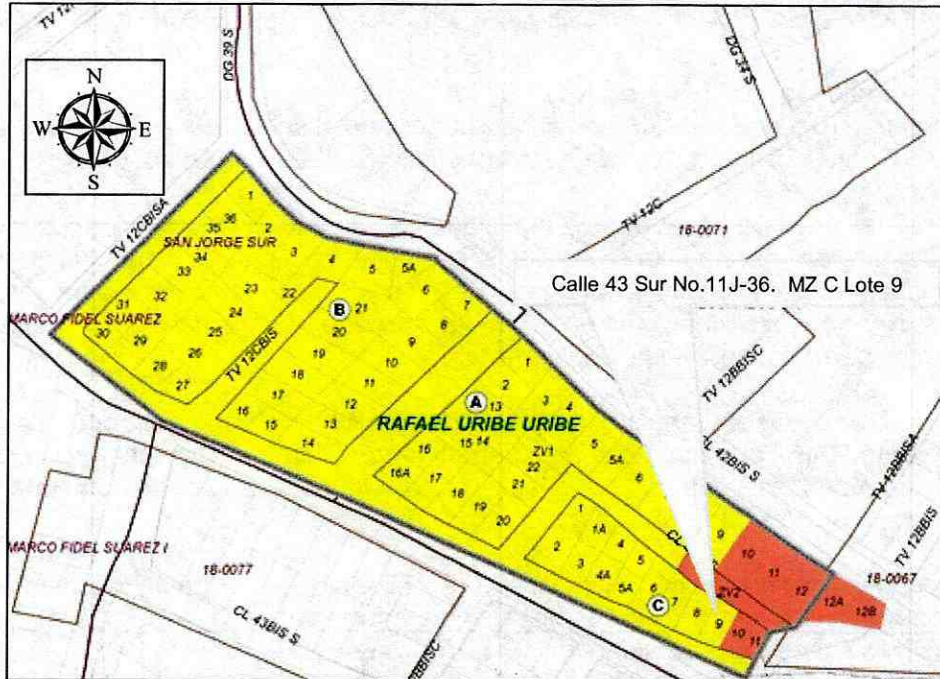 TV 12
DG 39 S
DG 34 S
N
W E
S
TV 12C
18-0071
TV 12CBISA
SAN JORGE SUR
MARCO FIDEL SUAREZ
TV 12CBIS
Calle 43 Sur No.11J-36. MZ C Lote 9
1
36
35
2
34
3
33
4
5
5A
32
23
22
6
7
31
24
B
21
8
30
29
25
20
9
28
26
19
10
27
18
11
17
12
16
15
13
14
1
2
A
13
3
4
RAFAEL URIBE URIBE
16
15
14
5
ZV1
22
5A
16A
17
21
6
18
19
20
TV 12BBISC
CL 42BIS S
TV 12BBISA
TV 12BBIS
18-0067
1
1A
2
4
3
5
4A
5A
6
C
7
8
9
10
11
CL
ZV2
9
10
11
12
12A
12B
MARCO FIDEL SUAREZ I
18-0077
CL 43BIS S
BBISC